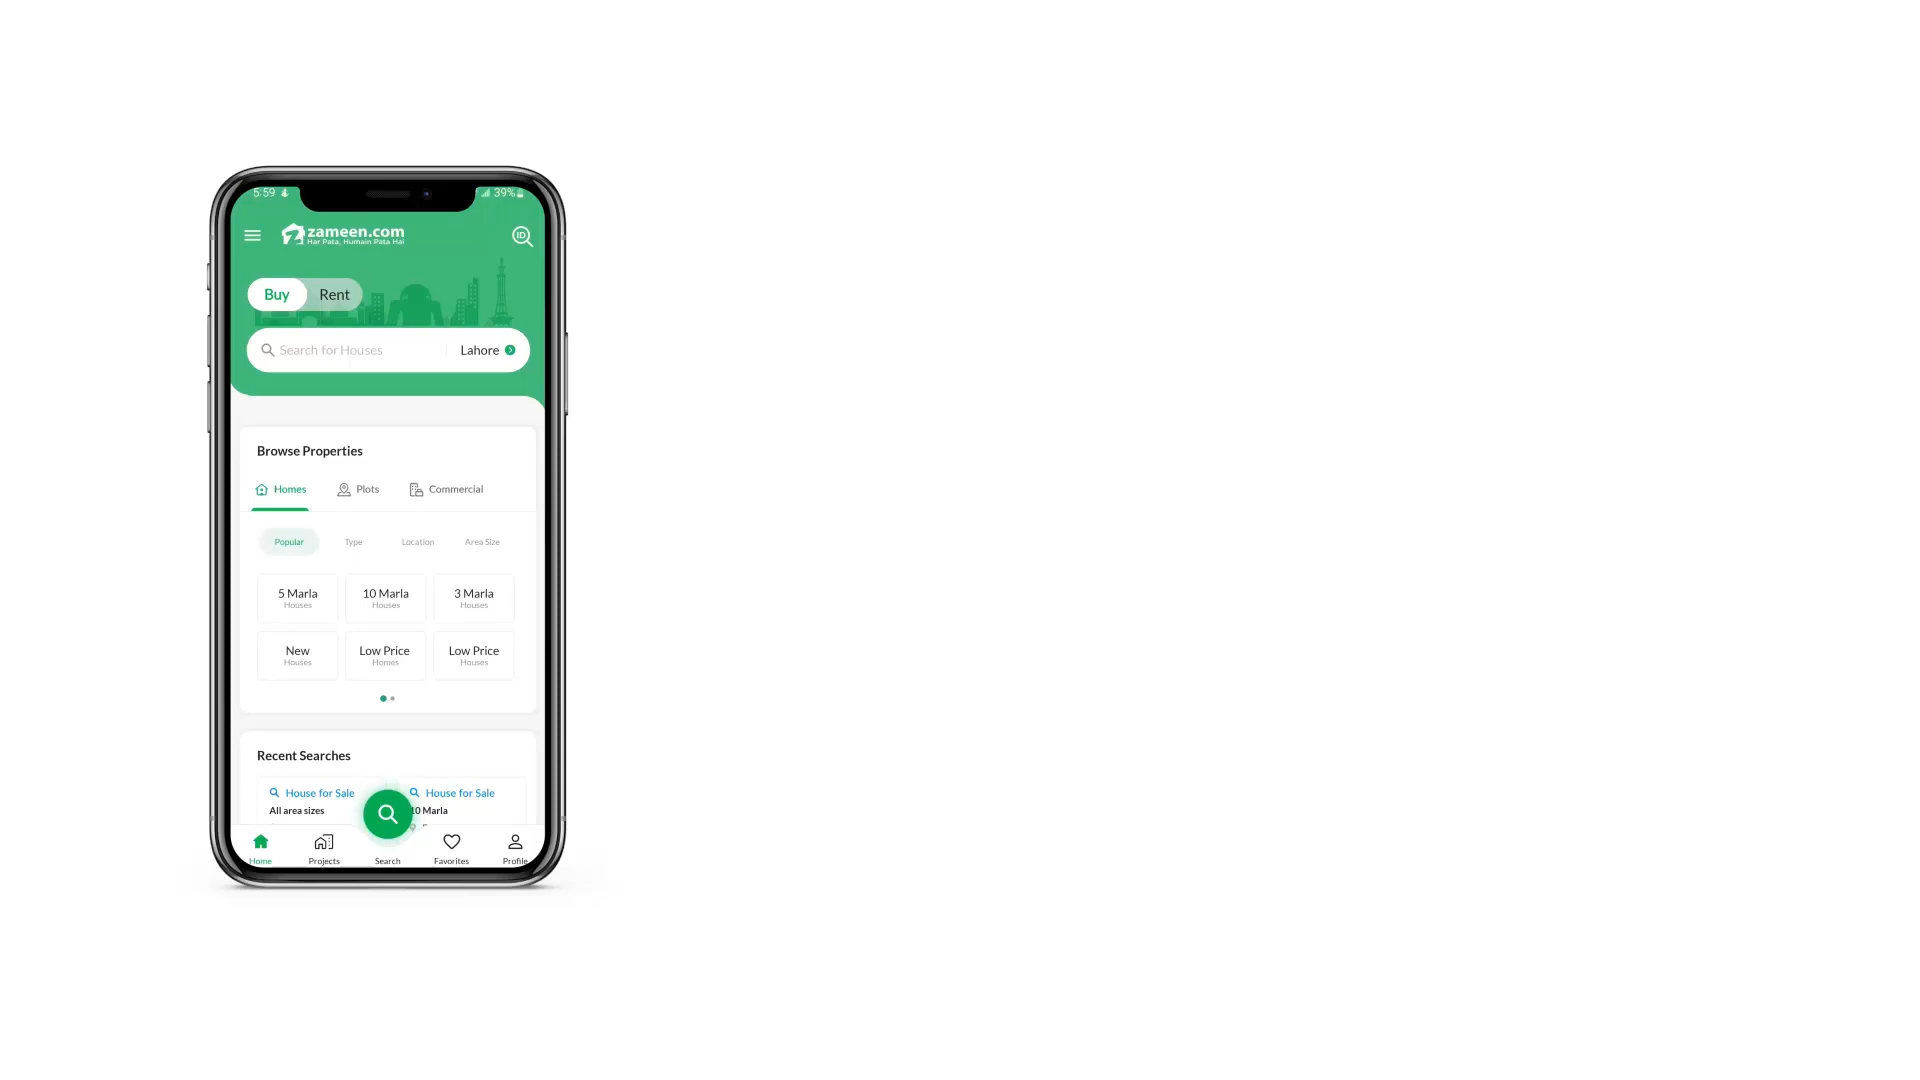 5:59
39%
zameen.com
Har Pata, Humain Pata Hai
ID
Buy
Rent
Search for Houses
Lahore
Browse Properties
Homes
Plots
Commercial
Popular
Type
Location
Area Size
5 Marla
Houses
10 Marla
Houses
3 Marla
Houses
New
Houses
Low Price
Homes
Low Price
Houses
Recent Searches
House for Sale
All area sizes
House for Sale
10 Marla
Home
Projects
Search
Favorites
Profile